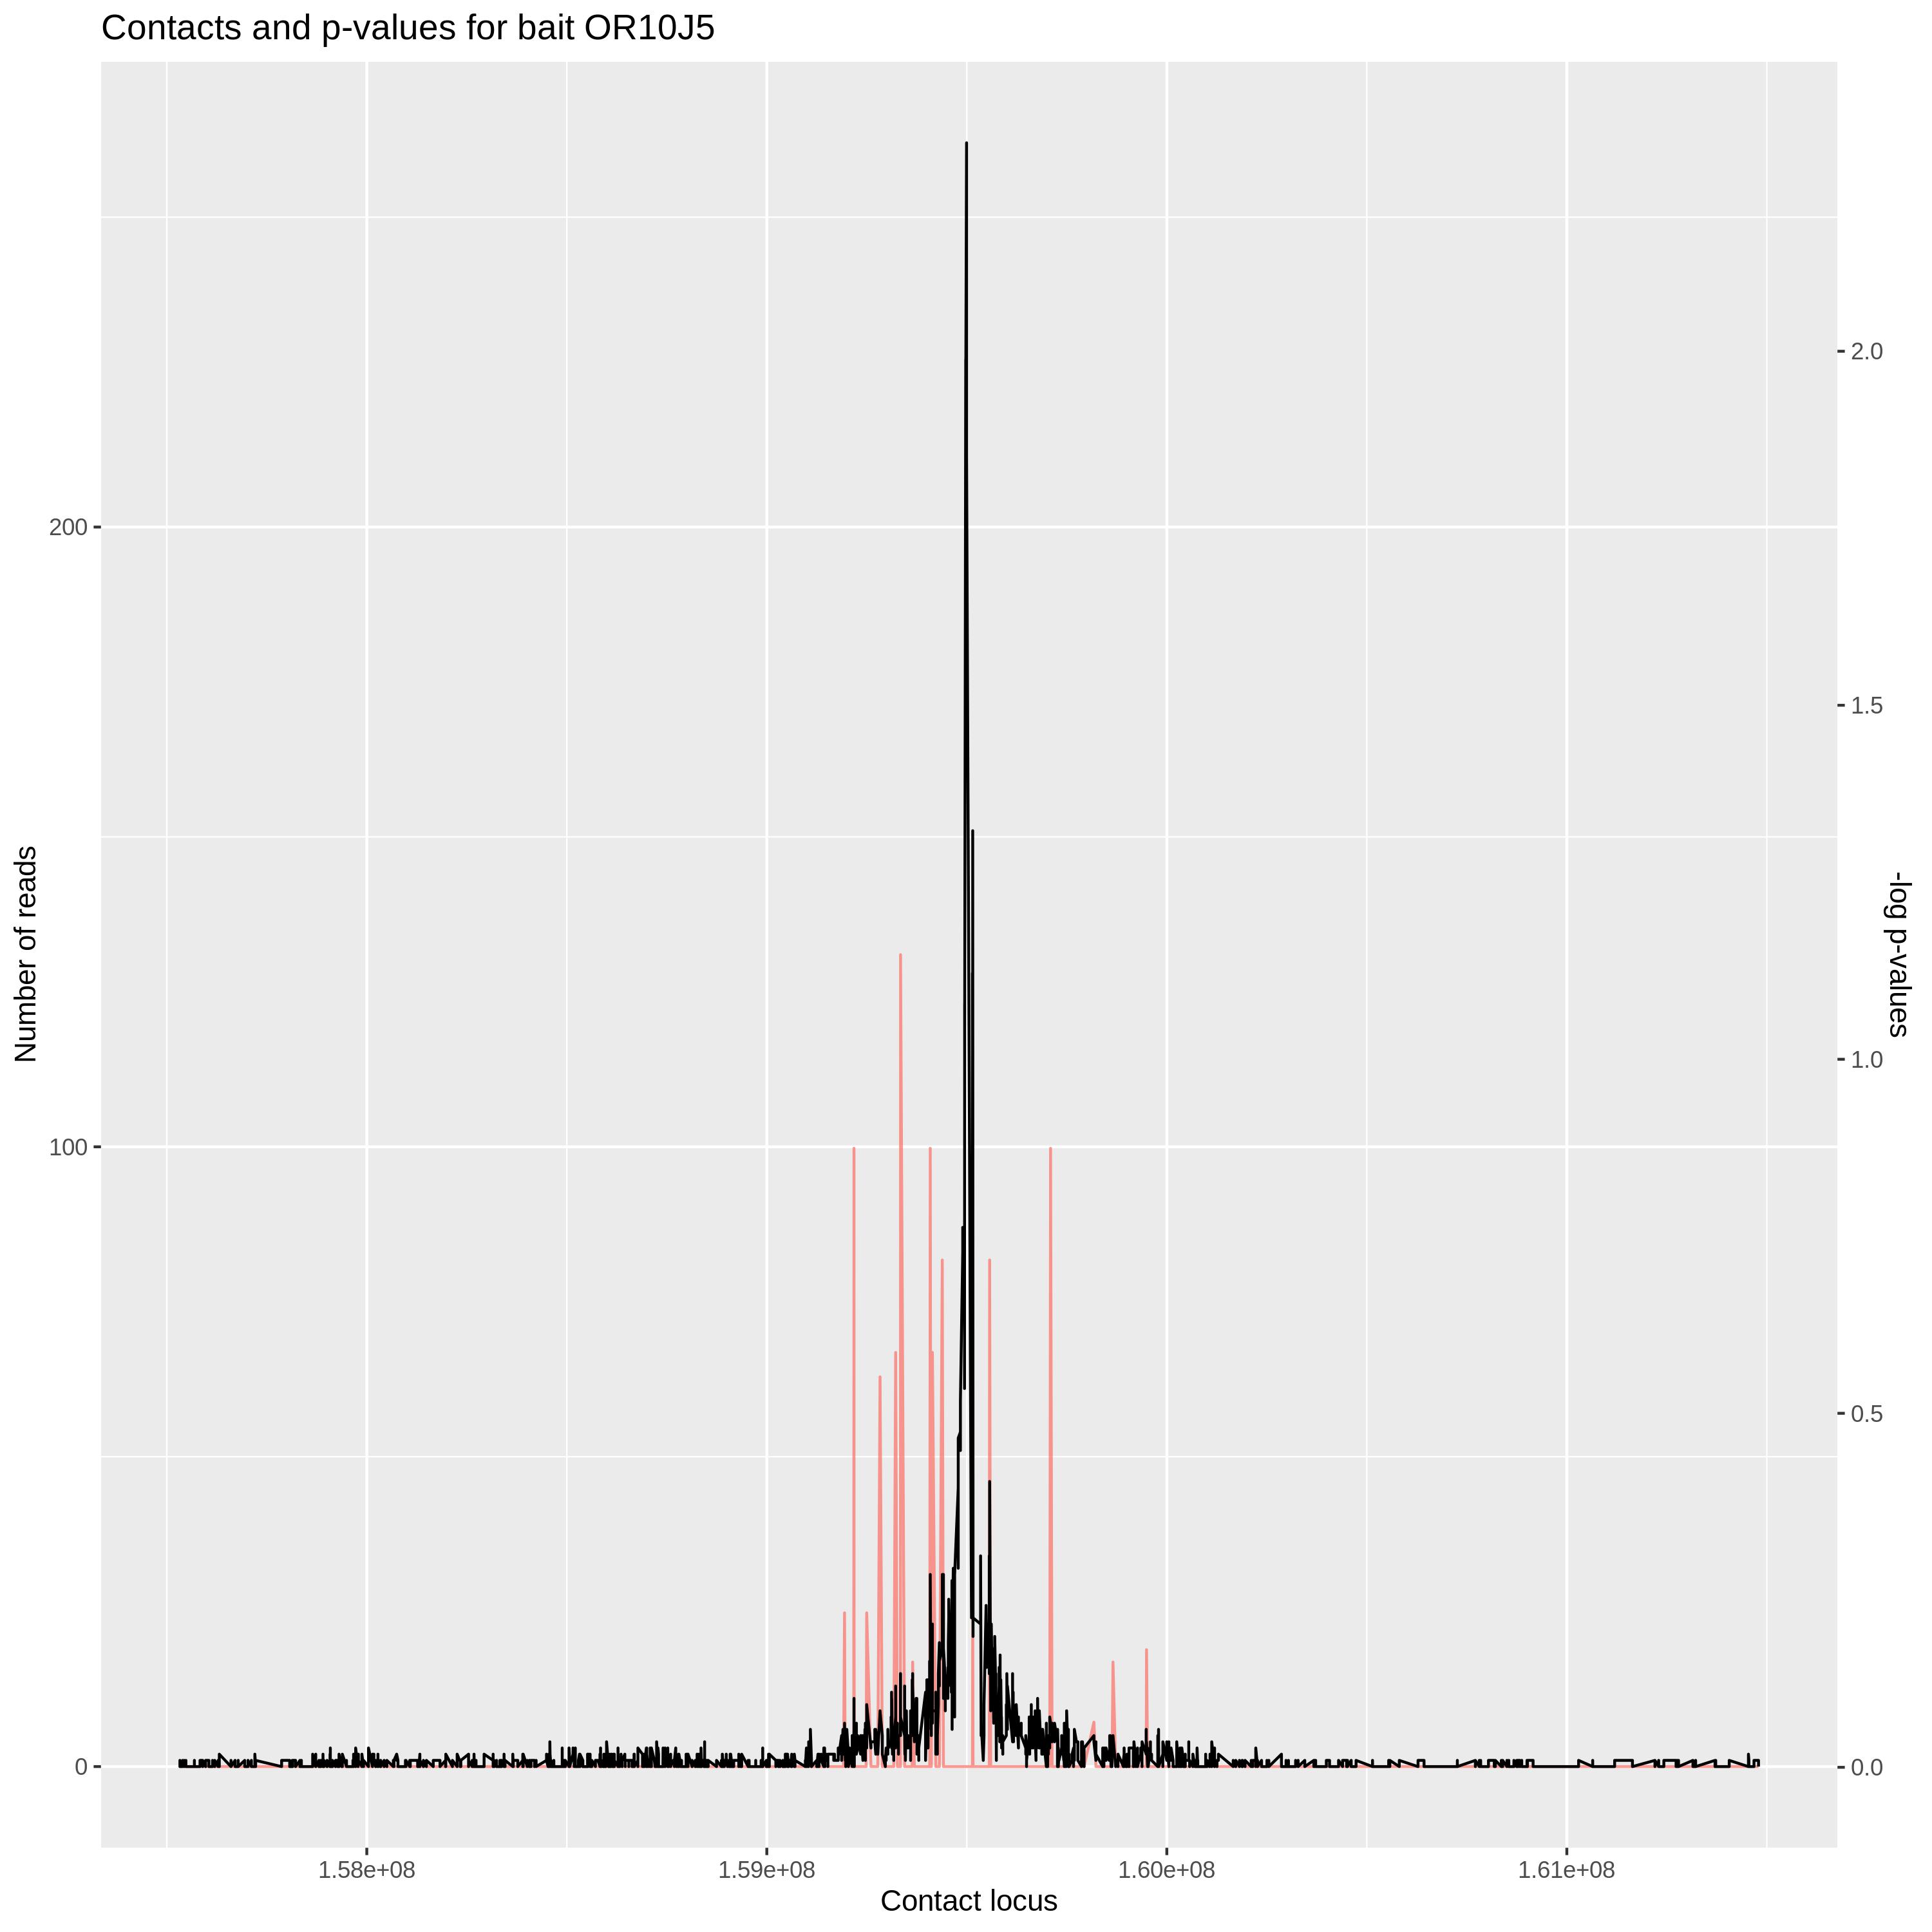 Contacts and p-values for bait OR10J5
Number of reads
200
100
0
2.0
1.5
1.0
0.5
0.0
-log p-values
1.58e+08
1.59e+08
1.60e+08
1.61e+08
Contact locus